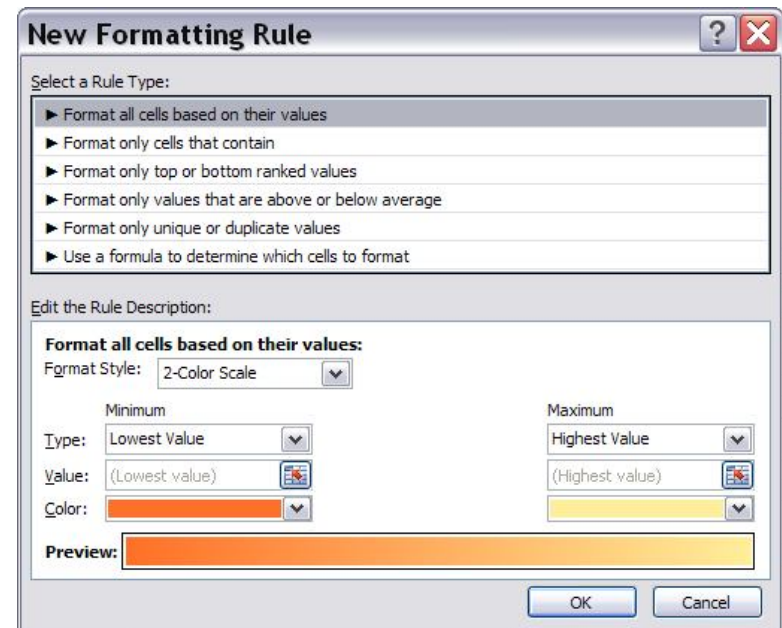 New Formatting Rule ?
Select a Rule Type:
► Format all cells based on their values
► Format only cells that contain
► Format only top or bottom ranked values
► Format only values that are above or below average
► Format only unique or duplicate values
► Use a formula to determine which cells to format
Edit the Rule Description:
Format all cells based on their values:
Format Style: 2-Color Scale
Minimum Maximum
Type: Lowest Value Highest Value
Value: (Lowest value) (Highest value)
Color:
Preview:
OK Cancel